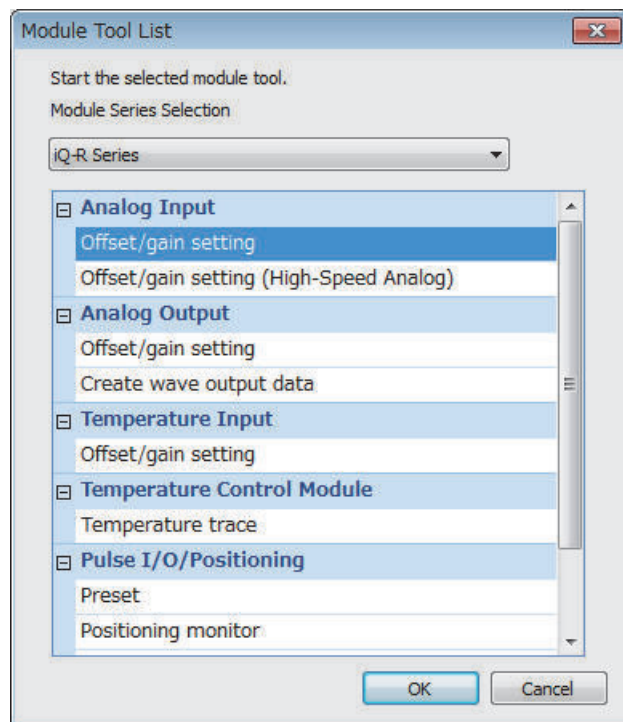 Module Tool List
Start the selected module tool.
Module Series Selection
iQ-R Series
Analog Input
Offset/gain setting
Offset/gain setting (High-Speed Analog)
Analog Output
Offset/gain setting
Create wave output data
Temperature Input
Offset/gain setting
Temperature Control Module
Temperature trace
Pulse I/O/Positioning
Preset
Positioning monitor
OK Cancel